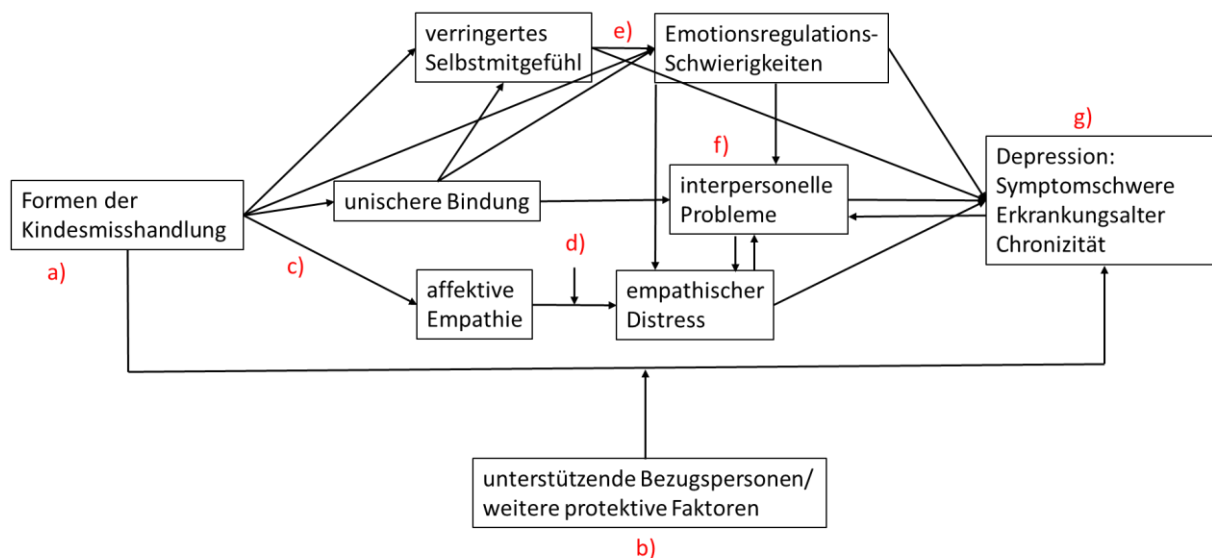 verringertes
Selbstmitgefühl
e)
Emotionsregulations-
Schwierigkeiten
g)
f)
Depression:
Symptomschwere
Erkrankungsalter
Chronizität
Formen der
Kindesmisshandlung
unischere Bindung
interpersonelle
Probleme
a)
c)
d)
affektive
Empathie
empathischer
Distress
unterstützende Bezugspersonen/
weitere protektive Faktoren
b)